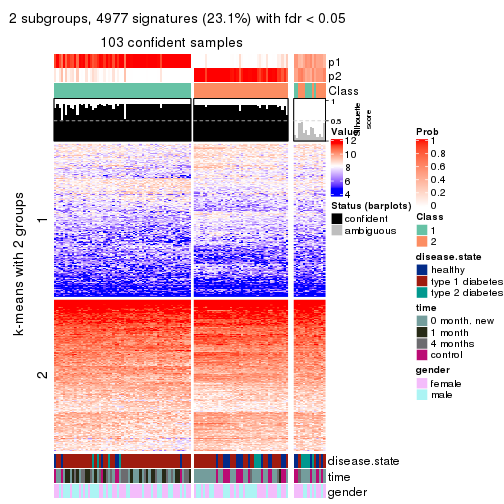 2 subgroups, 4977 signatures (23.1%) with fdr < 0.05
103 confident samples
p1
p2
Class
1
0.5
0
Silhouette
score
k-means with 2 groups
1
2
disease.state
time
gender
Value
12
10
8
6
4
Status (barplots)
confident
ambiguous
Prob
1
0.8
0.6
0.4
0.2
0
Class
1
2
disease.state
healthy
type 1 diabetes
type 2 diabetes
time
0 month. new
1 month
4 months
control
gender
female
male